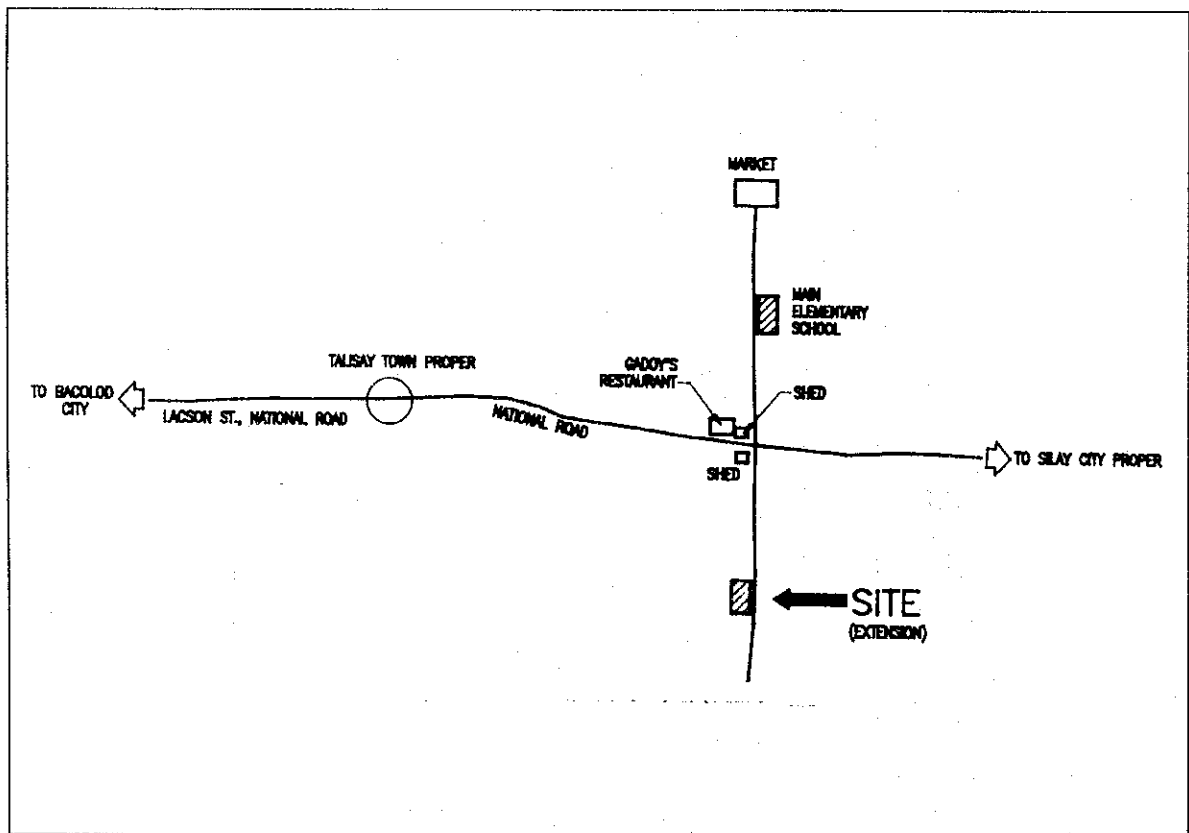 MARKET
MAIN
ELEMENTARY
SCHOOL
TALISAY TOWN PROPER
GADOY'S
RESTAURANT
SHED
TO BACOLOD
CITY
LACSON ST., NATIONAL ROAD
NATIONAL ROAD
TO SILAY CITY PROPER
SHED
SITE
(EXTENSION)